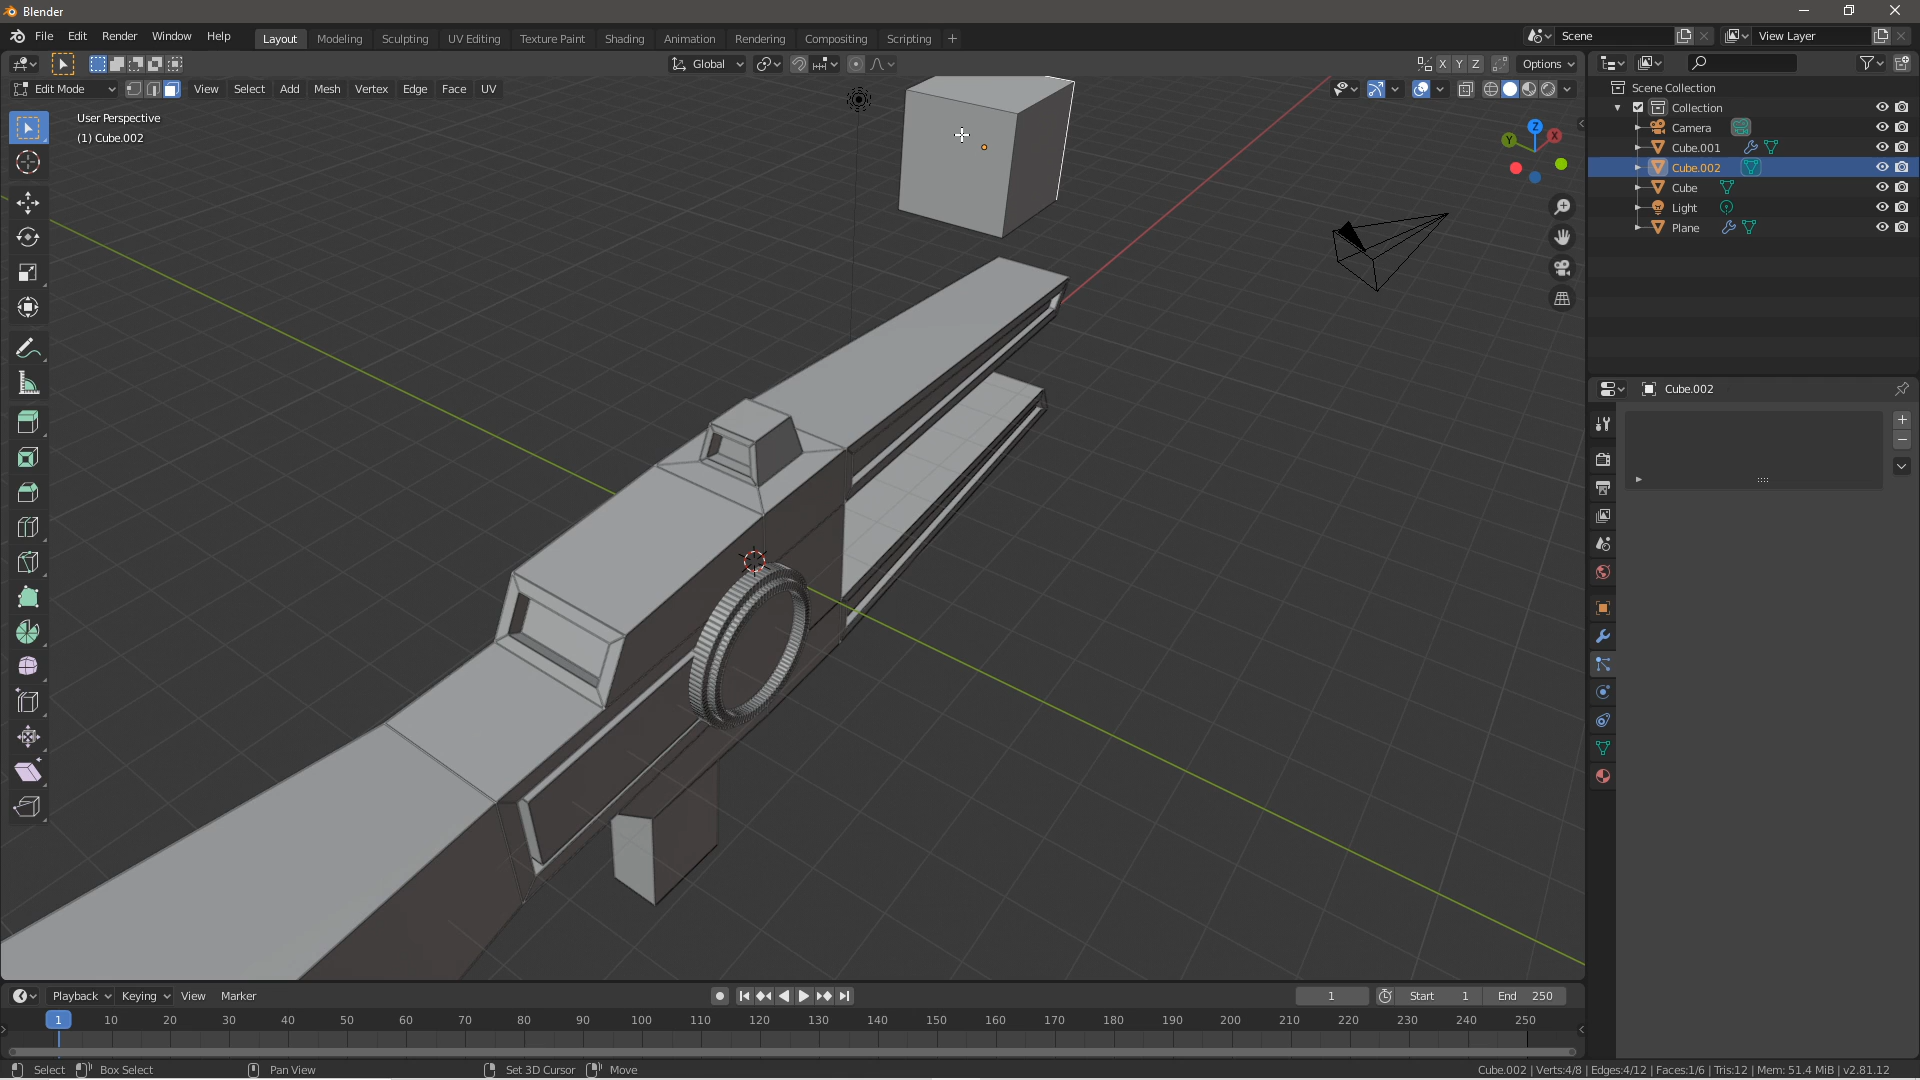 Blender
File Edit Render Window Help
Layout Modeling Sculpting UV Editing Texture Paint Shading Animation Rendering Compositing Scripting +
Scene View Layer
Global X Y Z Options
Edit Mode View Select Add Mesh Vertex Edge Face UV
User Perspective
(1) Cube.002
Z
Y X
Scene Collection
Collection
Camera
Cube.001
Cube.002
Cube
Light
Plane
Cube.002
Playback Keying View Marker 1 Start 1 End 250
1 10 20 30 40 50 60 70 80 90 100 110 120 130 140 150 160 170 180 190 200 210 220 230 240 250
Select Box Select Pan View Set 3D Cursor Move Cube.002 | Verts:4/8 | Edges:4/12 | Faces:1/6 | Tris:12 | Mem: 51.4 MiB | v2.81.12